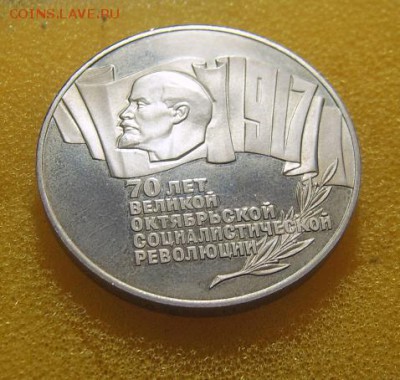 COINS.LAVE.RU
1917
70 ЛЕТ
ВЕЛИКОЙ
ОКТЯБРЬСКОЙ
СОЦИАЛИСТИЧЕСКОЙ
РЕВОЛЮЦИИ